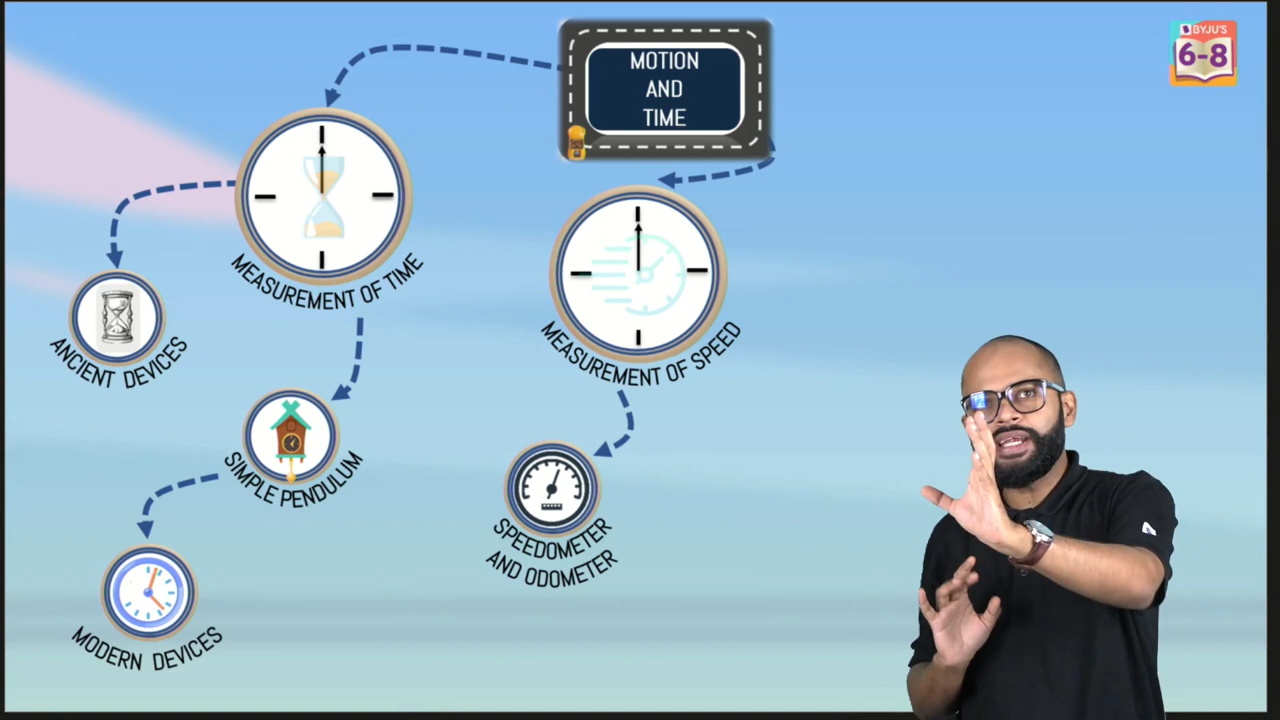 MOTION
AND
TIME
BYJU'S
6-8
MEASUREMENT OF TIME
MEASUREMENT OF SPEED
ANCIENT DEVICES
SIMPLE PENDULUM
SPEEDOMETER
AND ODOMETER
MODERN DEVICES